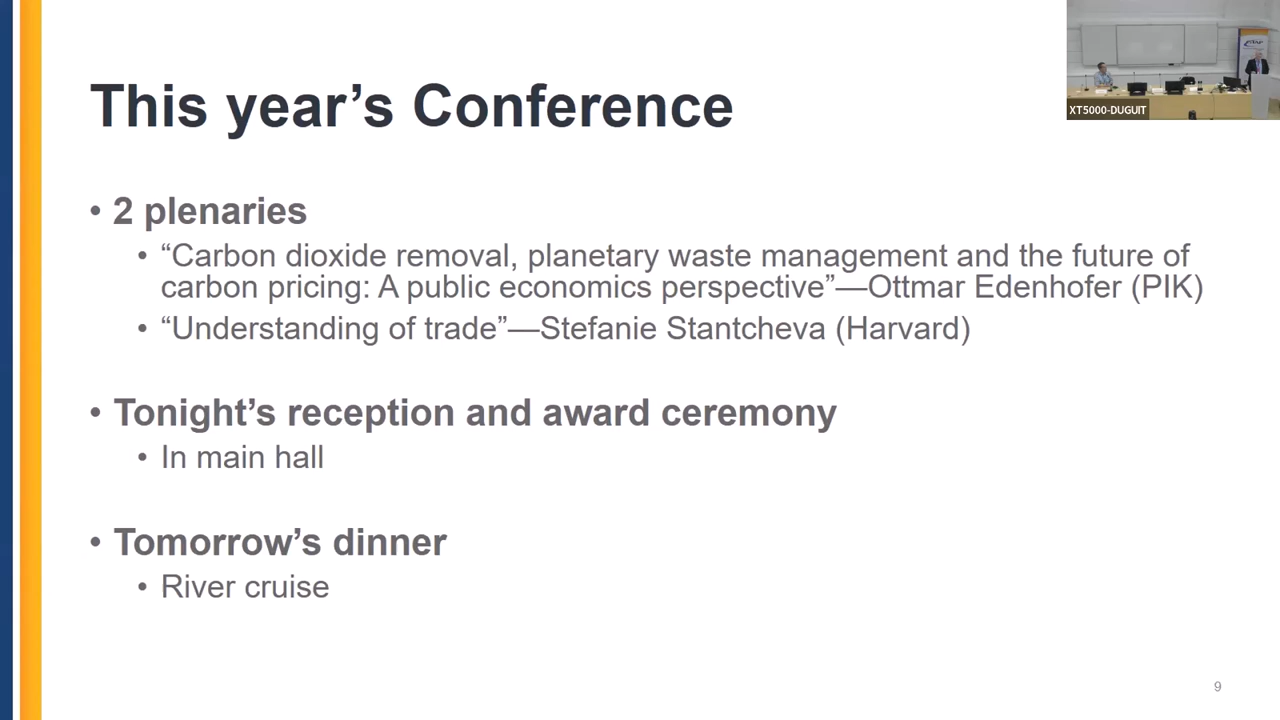 This year’s Conference
XT5000-DUGUIT
• 2 plenaries
• “Carbon dioxide removal, planetary waste management and the future of
carbon pricing: A public economics perspective”—Ottmar Edenhofer (PIK)
• “Understanding of trade”—Stefanie Stantcheva (Harvard)
• Tonight’s reception and award ceremony
• In main hall
• Tomorrow’s dinner
• River cruise
9